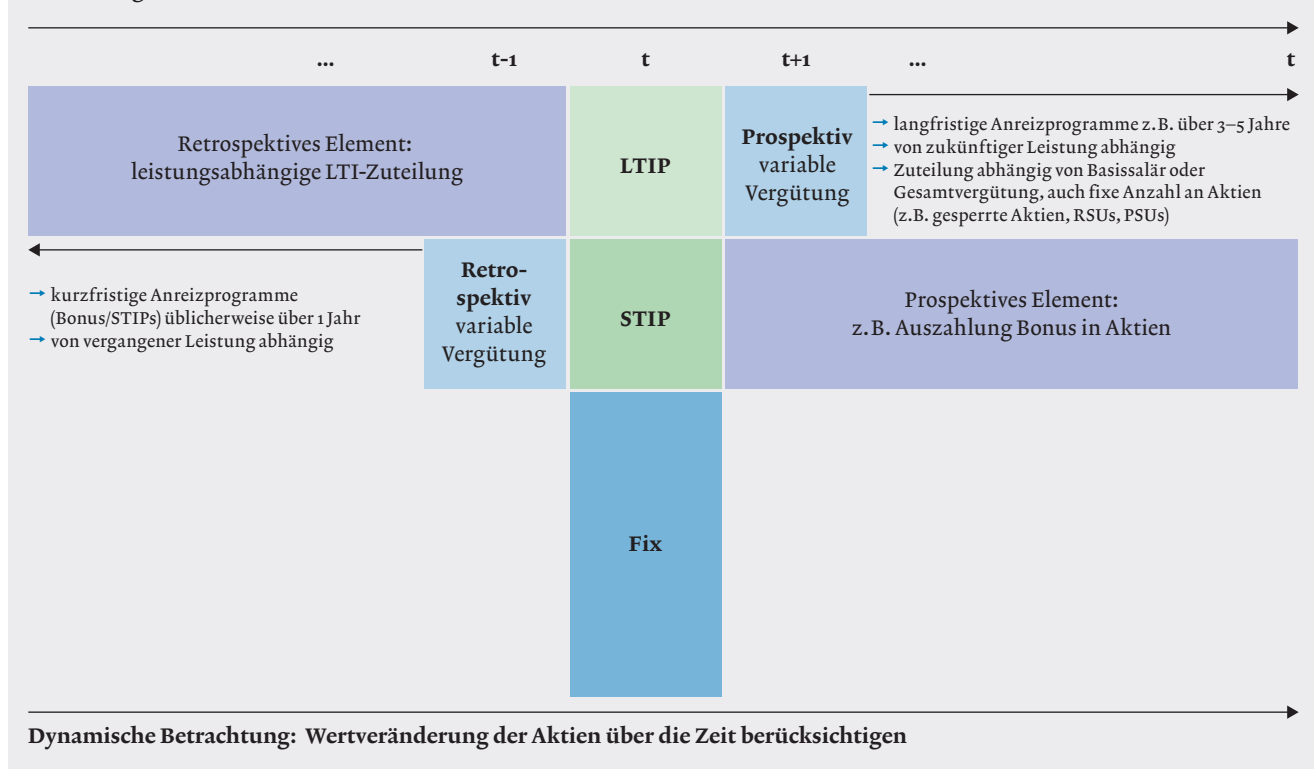 ... t-1 t t+1 ... t
Retrospektives Element:
leistungsabhängige LTI-Zuteilung
LTIP
Prospektiv
variable
Vergütung
→ langfristige Anreizprogramme z.B. über 3–5 Jahre
→ von zukünftiger Leistung abhängig
→ Zuteilung abhängig von Basissalär oder
Gesamtvergütung, auch fixe Anzahl an Aktien
(z.B. gesperrte Aktien, RSUs, PSUs)
→ kurzfristige Anreizprogramme
(Bonus/STIPs) üblicherweise über 1 Jahr
→ von vergangener Leistung abhängig
Retro-
spektiv
variable
Vergütung
STIP
Prospektives Element:
z.B. Auszahlung Bonus in Aktien
Fix
Dynamische Betrachtung: Wertveränderung der Aktien über die Zeit berücksichtigen